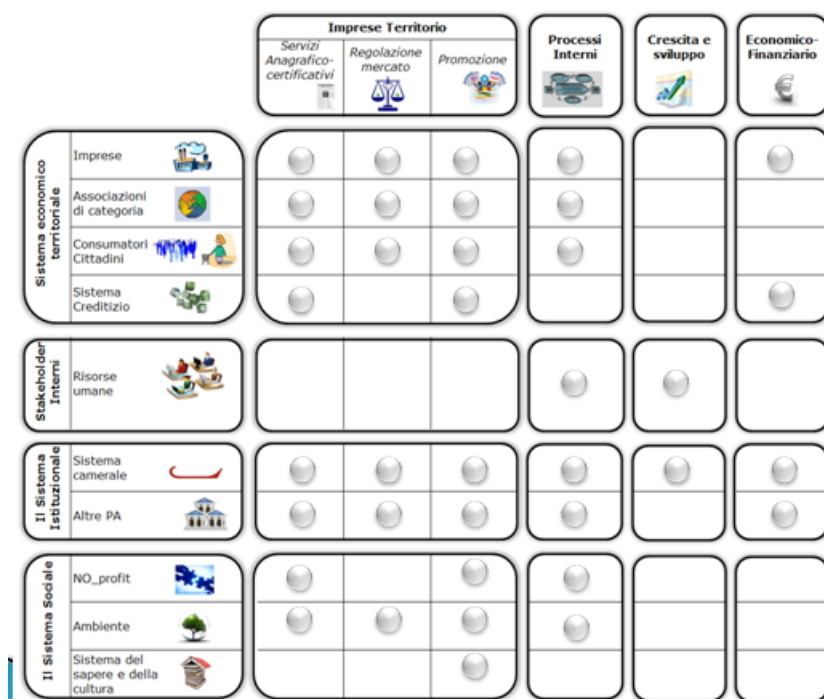 Imprese Territorio
Servizi
Anagrafico-
certificativi
Regolazione
mercato
Promozione
Processi
Interni
Crescita e
sviluppo
Economico-
Finanziario
Sistema economico
territoriale
Imprese
Associazioni
di categoria
Consumatori
Cittadini
Sistema
Creditizio
Stakeholder
Interni
Risorse
umane
Il Sistema
Istituzionale
Sistema
camerale
Altre PA
Il Sistema Sociale
NO_profit
Ambiente
Sistema del
sapere e della
cultura